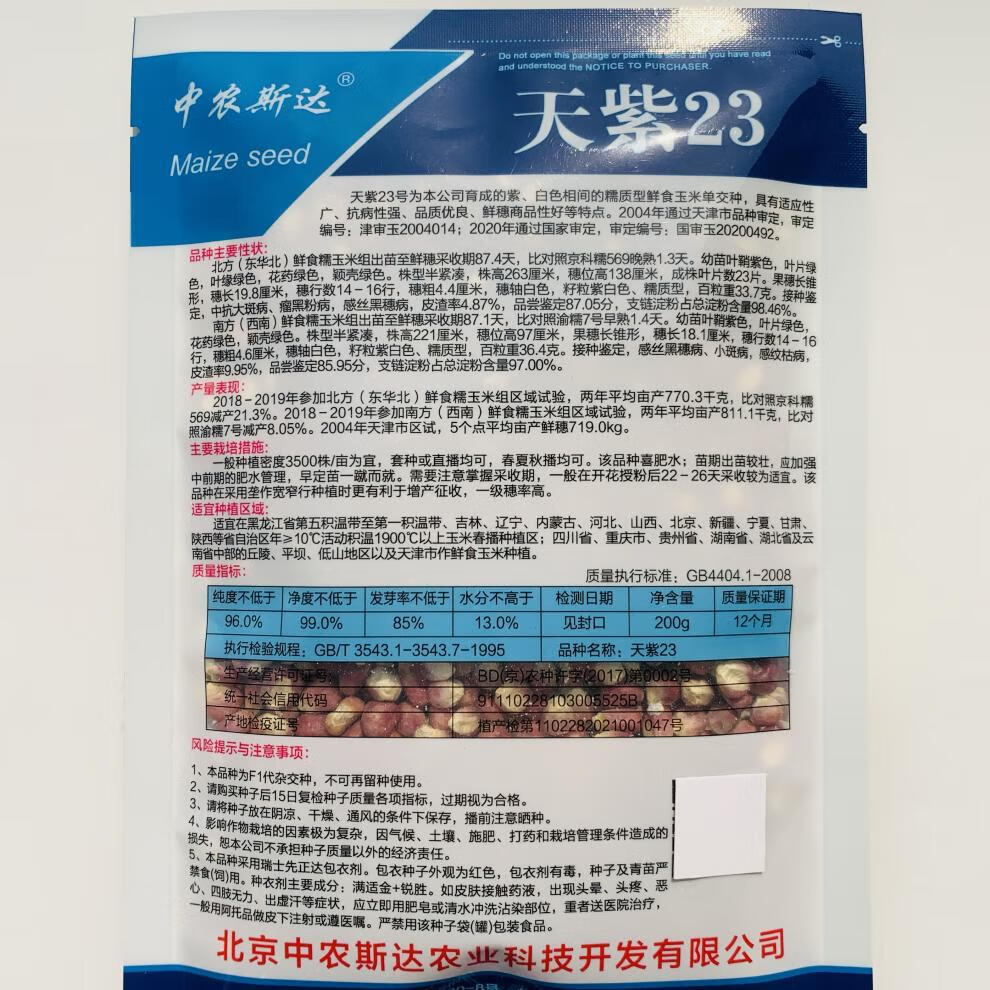 Do not open this package or plant this seed until you have read
and understood the NOTICE TO PURCHASER.
中农斯达®
Maize seed
天紫23
天紫23号为本公司育成的紫、白色相间的糯质型鲜食玉米单交种，具有适应性
广、抗病性强、品质优良、鲜穗商品性好等特点。2004年通过天津市品种审定，审定
编号：津审玉2004014；2020年通过国家审定，审定编号：国审玉20200492。
品种主要性状：
北方（东华北）鲜食糯玉米组出苗至鲜穗采收期87.4天，比对照京科糯569晚熟1.3天。幼苗叶鞘紫色，叶片绿
色，叶缘绿色，花药绿色，颖壳绿色。株型半紧凑，株高263厘米，穗位高138厘米，成株叶片数23片。果穗长锥
形，穗长19.8厘米，穗行数14－16行，穗粗4.4厘米，穗轴白色，籽粒紫白色、糯质型，百粒重33.7克。接种鉴
定，中抗大斑病、瘤黑粉病，感丝黑穗病，皮渣率4.87%，品尝鉴定87.05分，支链淀粉占总淀粉含量98.46%。
南方（西南）鲜食糯玉米组出苗至鲜穗采收期87.1天，比对照渝糯7号早熟1.4天。幼苗叶鞘紫色，叶片绿色，
花药绿色，颖壳绿色。株型半紧凑，株高221厘米，穗位高97厘米，果穗长锥形，穗长18.1厘米，穗行数14－16
行，穗粗4.6厘米，穗轴白色，籽粒紫白色、糯质型，百粒重36.4克。接种鉴定，感丝黑穗病、小斑病，感纹枯病，
皮渣率9.95%，品尝鉴定85.95分，支链淀粉占总淀粉含量97.00%。
产量表现：
2018－2019年参加北方（东华北）鲜食糯玉米组区域试验，两年平均亩产770.3千克，比对照京科糯
569减产21.3%。2018－2019年参加南方（西南）鲜食糯玉米组区域试验，两年平均亩产811.1千克，比对
照渝糯7号减产8.05%。2004年天津市区试，5个点平均亩产鲜穗719.0kg。
主要栽培措施：
一般种植密度3500株/亩为宜，套种或直播均可，春夏秋播均可。该品种喜肥水；苗期出苗较壮，应加强
中前期的肥水管理，早定苗一蹴而就。需要注意掌握采收期，一般在开花授粉后22－26天采收较为适宜。该
品种在采用垄作宽窄行种植时更有利于增产征收，一级穗率高。
适宜种植区域：
适宜在黑龙江省第五积温带至第一积温带、吉林、辽宁、内蒙古、河北、山西、北京、新疆、宁夏、甘肃、
陕西等省自治区年≥10℃活动积温1900℃以上玉米春播种植区；四川省、重庆市、贵州省、湖南省、湖北省及云
南省中部的丘陵、平坝、低山地区以及天津市作鲜食玉米种植。
质量指标：
质量执行标准：GB4404.1-2008
纯度不低于 净度不低于 发芽率不低于 水分不高于 检测日期 净含量 质量保证期
96.0% 99.0% 85% 13.0% 见封口 200g 12个月
执行检验规程：GB/T 3543.1-3543.7-1995 品种名称：天紫23
生产经营许可证号： BD(京)农种许字(2017)第0002号
统一社会信用代码 91110228103005525B
产地检疫证号 植产检第1102282021001047号
风险提示与注意事项：
1、本品种为F1代杂交种，不可再留种使用。
2、请购买种子后15日复检种子质量各项指标，过期视为合格。
3、请将种子放在阴凉、干燥、通风的条件下保存，播前注意晒种。
4、影响作物栽培的因素极为复杂，因气候、土壤、施肥、打药和栽培管理条件造成的
损失，恕本公司不承担种子质量以外的经济责任。
5、本品种采用瑞士先正达包衣剂。包衣种子外观为红色，包衣剂有毒，种子及青苗严
禁食(饲)用。种衣剂主要成分：满适金+锐胜。如皮肤接触药液，出现头晕、头疼、恶
心、四肢无力、出虚汗等症状，应立即用肥皂或清水冲洗沾染部位，重者送医院治疗，
一般用阿托品做皮下注射或遵医嘱。严禁用该种子袋(罐)包装食品。
北京中农斯达农业科技开发有限公司